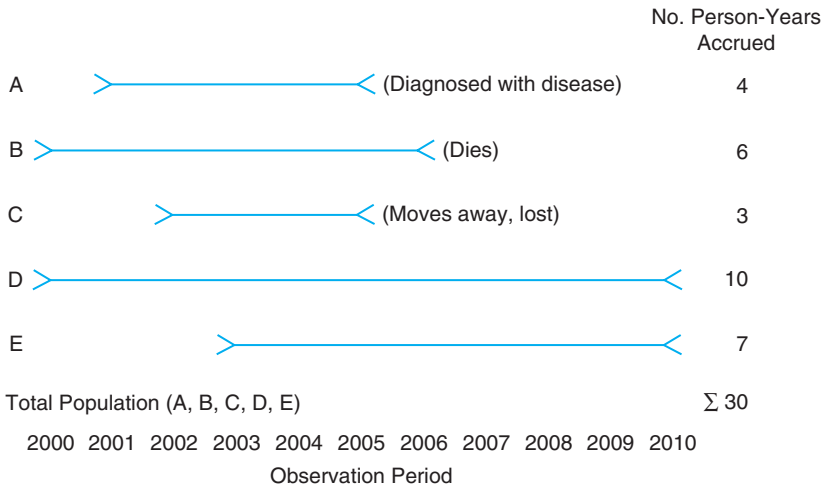 No. Person-Years
Accrued
A (Diagnosed with disease) 4
B (Dies) 6
C (Moves away, lost) 3
D 10
E 7
Total Population (A, B, C, D, E) ∑ 30
2000 2001 2002 2003 2004 2005 2006 2007 2008 2009 2010
Observation Period